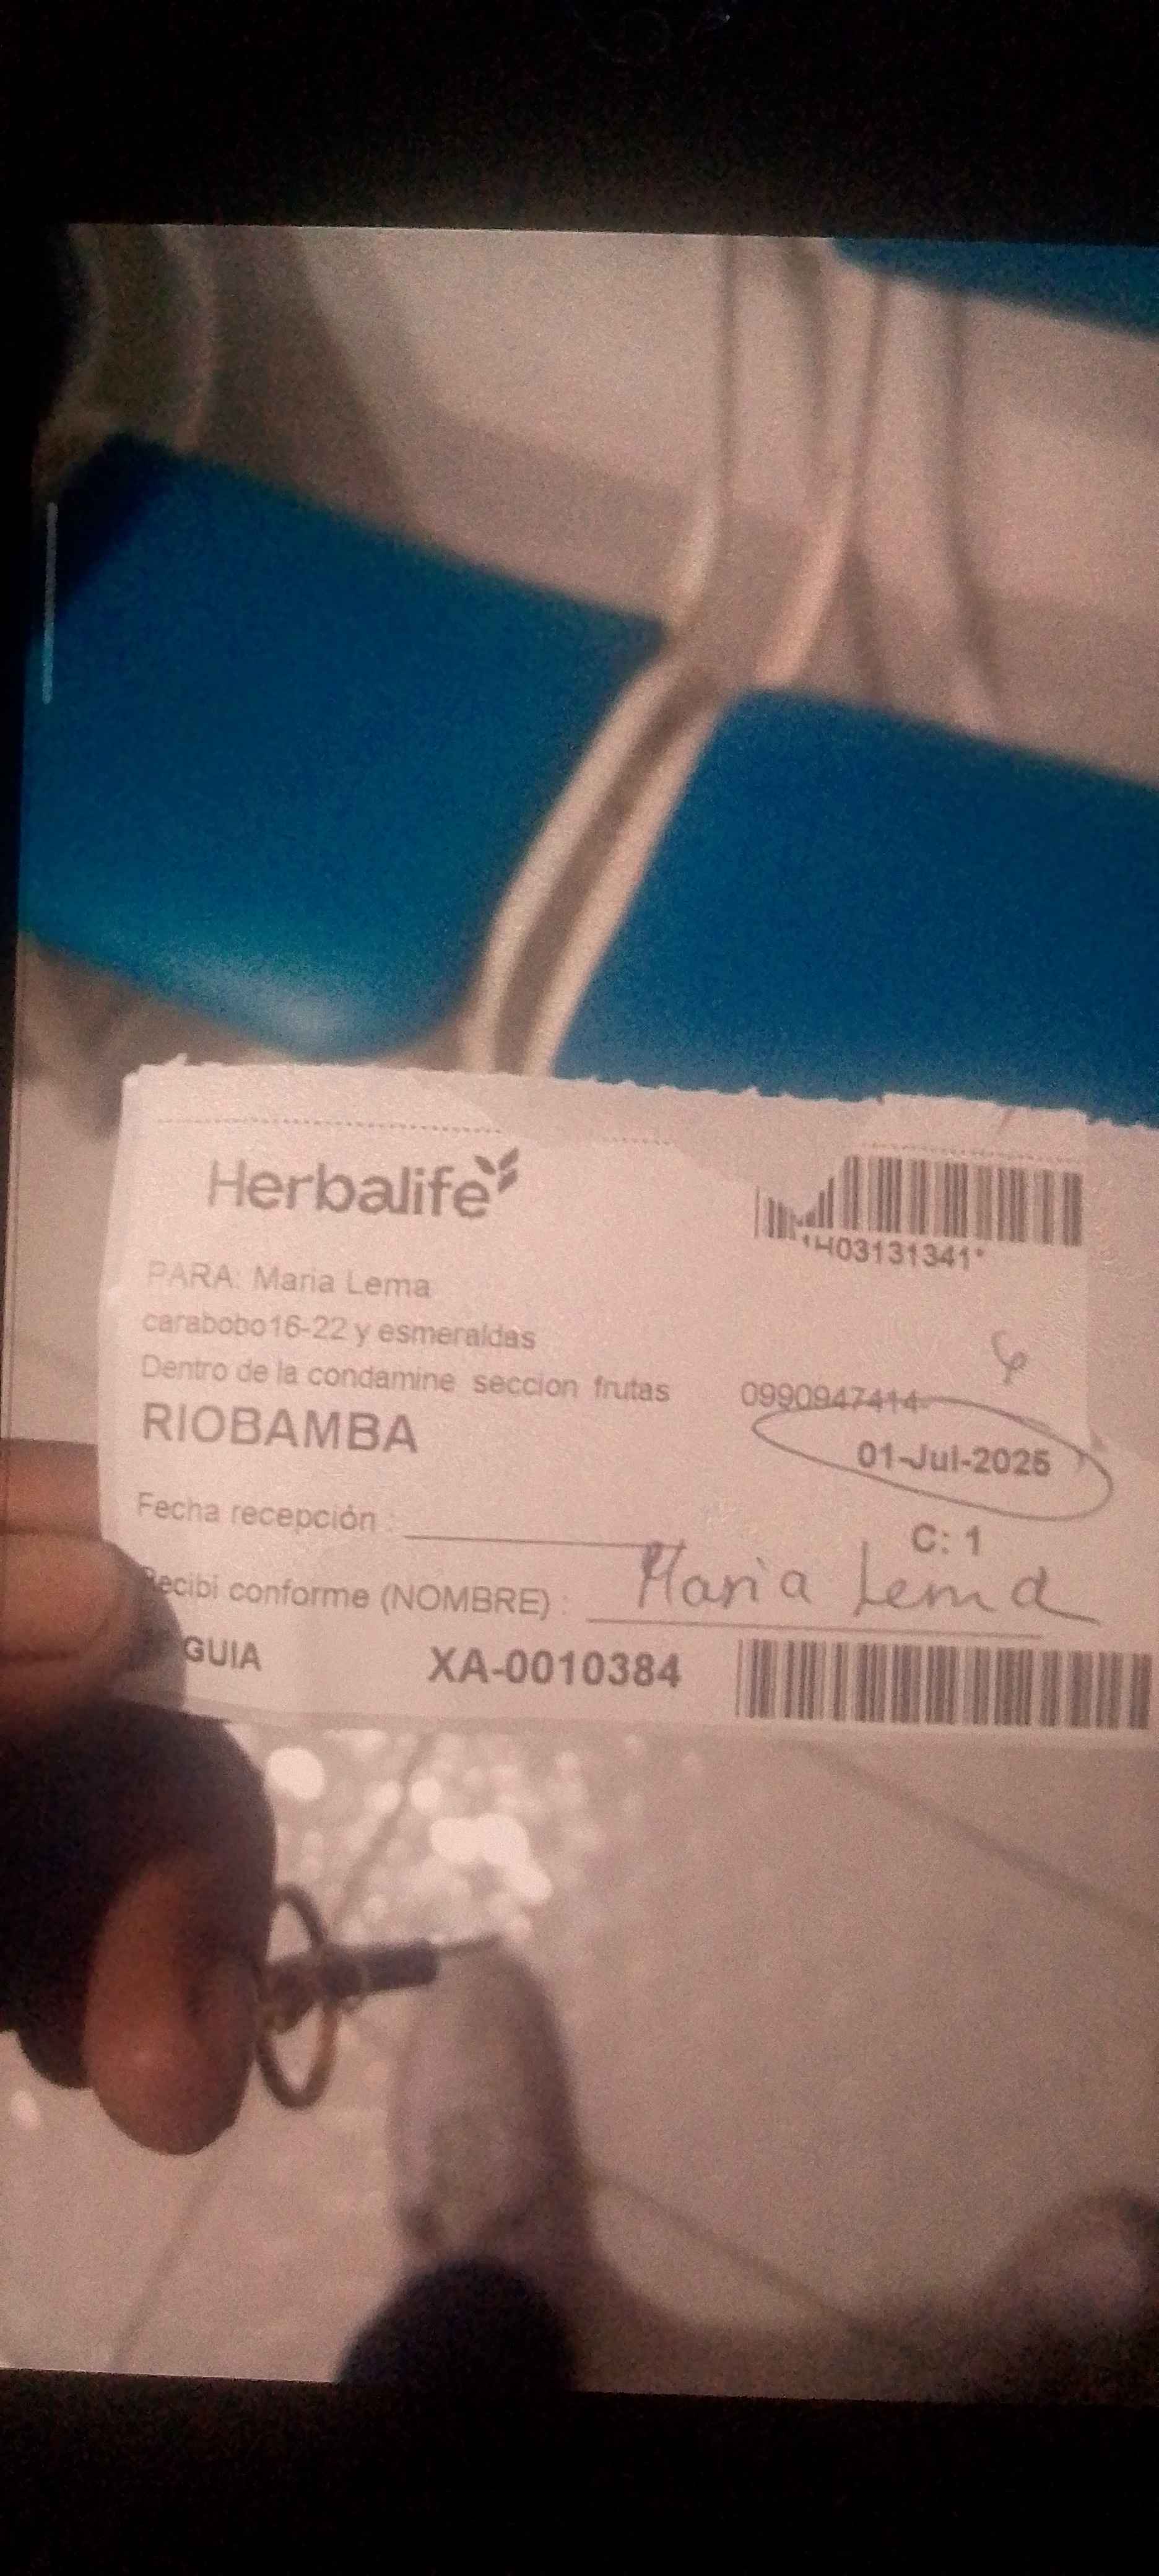 Herbalife
*1H03131341*
PARA: Maria Lema
carabobo16-22 y esmeraldas
Dentro de la condamine seccion frutas 0990947414
RIOBAMBA
01-Jul-2025
Fecha recepción :
C: 1
Recibi conforme (NOMBRE) : Maria Lema
GUIA XA-0010384